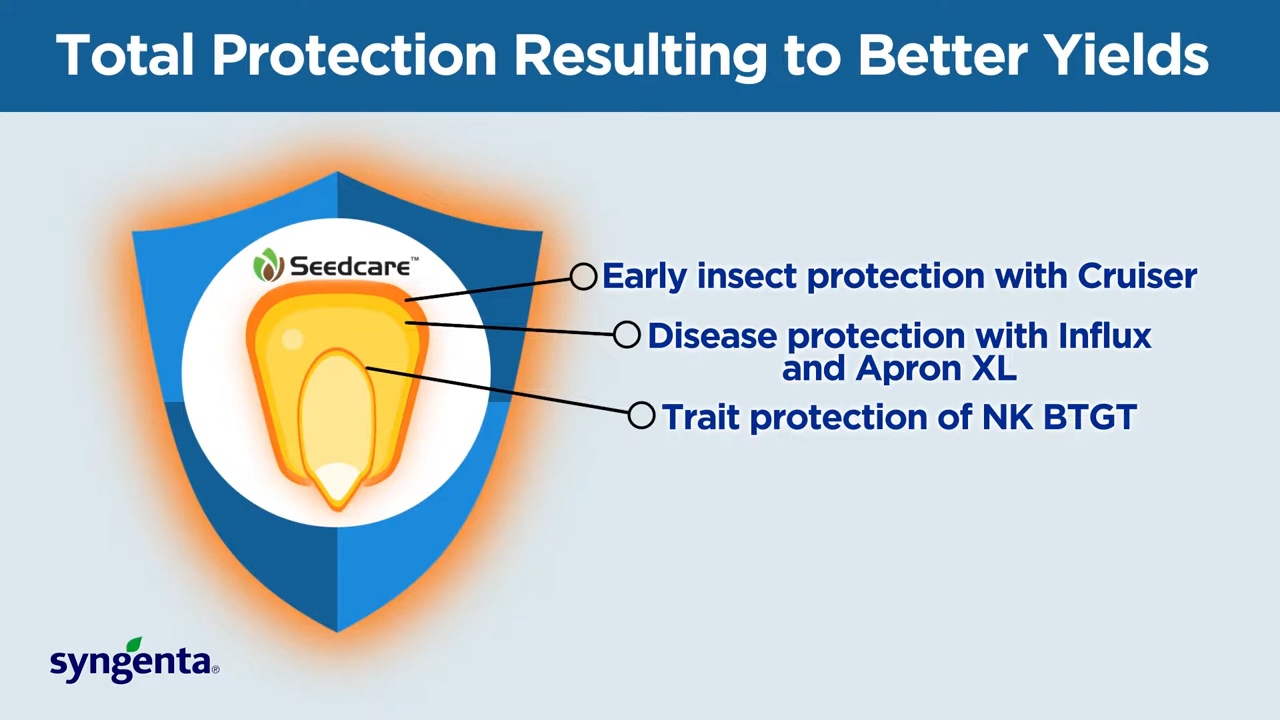 Total Protection Resulting to Better Yields
Seedcare™
Early insect protection with Cruiser
Disease protection with Influx
and Apron XL
Trait protection of NK BTGT
syngenta®